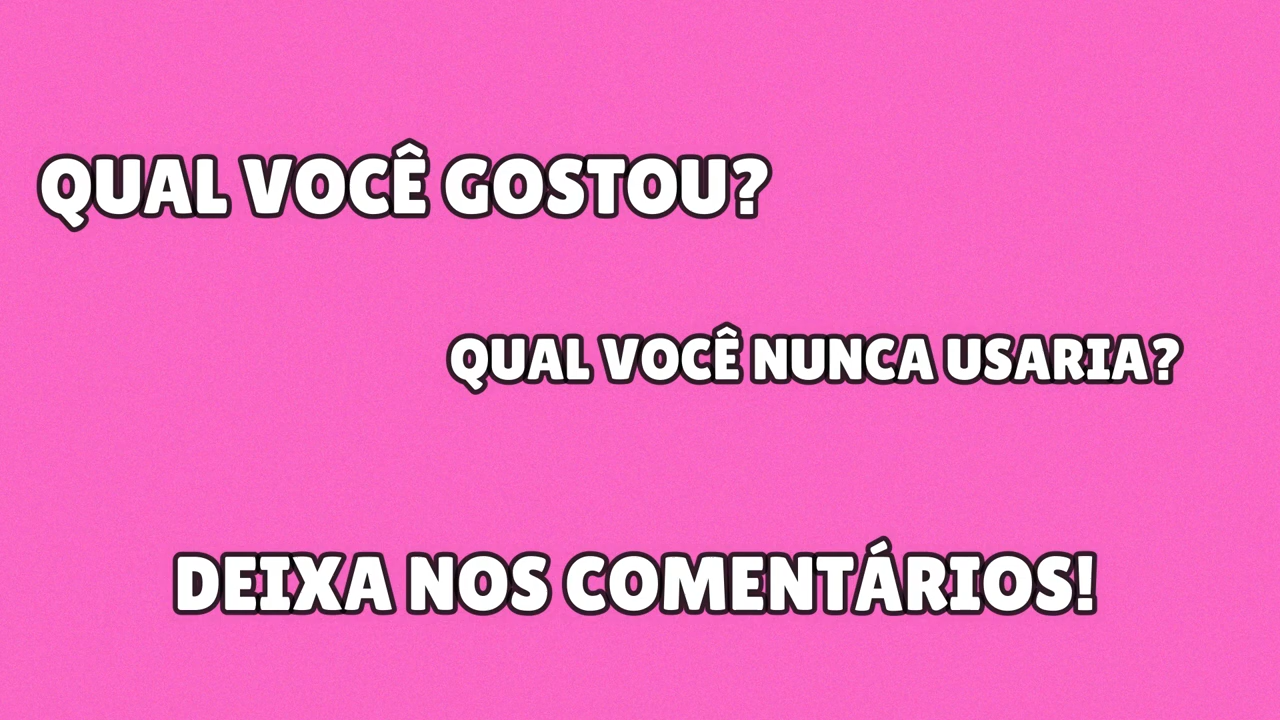 QUAL VOCÊ GOSTOU?
QUAL VOCÊ NUNCA USARIA?
DEIXA NOS COMENTÁRIOS!